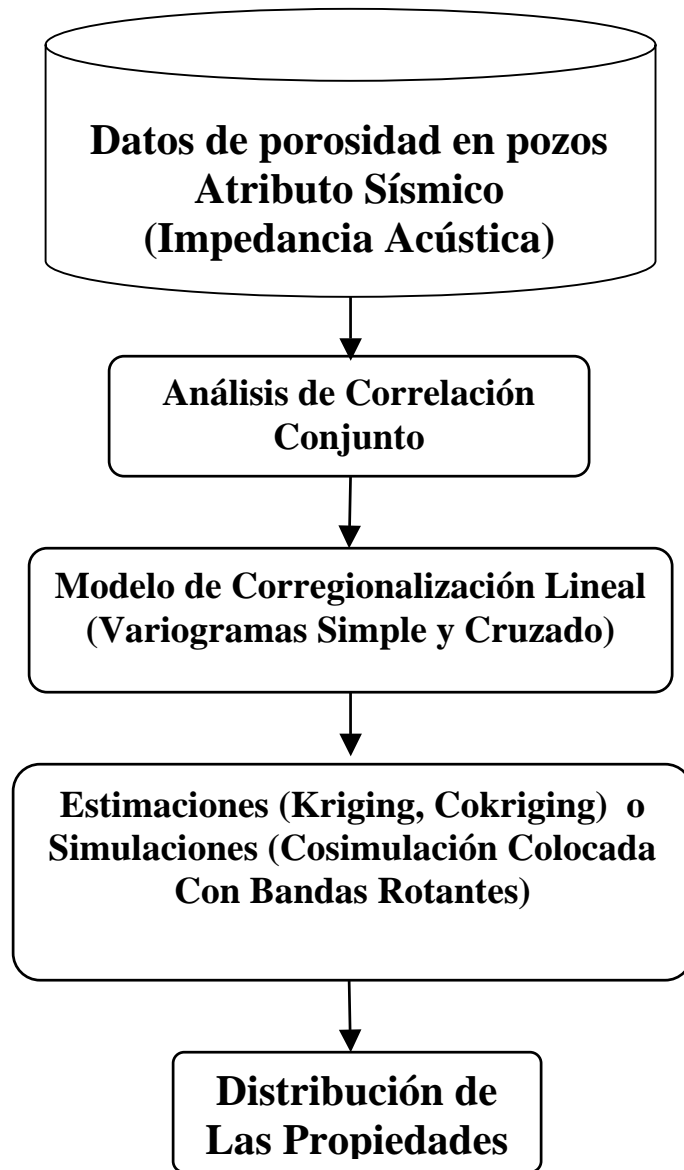 Datos de porosidad en pozos
Atributo Sísmico
(Impedancia Acústica)
Análisis de Correlación
Conjunto
Modelo de Corregionalización Lineal
(Variogramas Simple y Cruzado)
Estimaciones (Kriging, Cokriging) o
Simulaciones (Cosimulación Colocada
Con Bandas Rotantes)
Distribución de
Las Propiedades